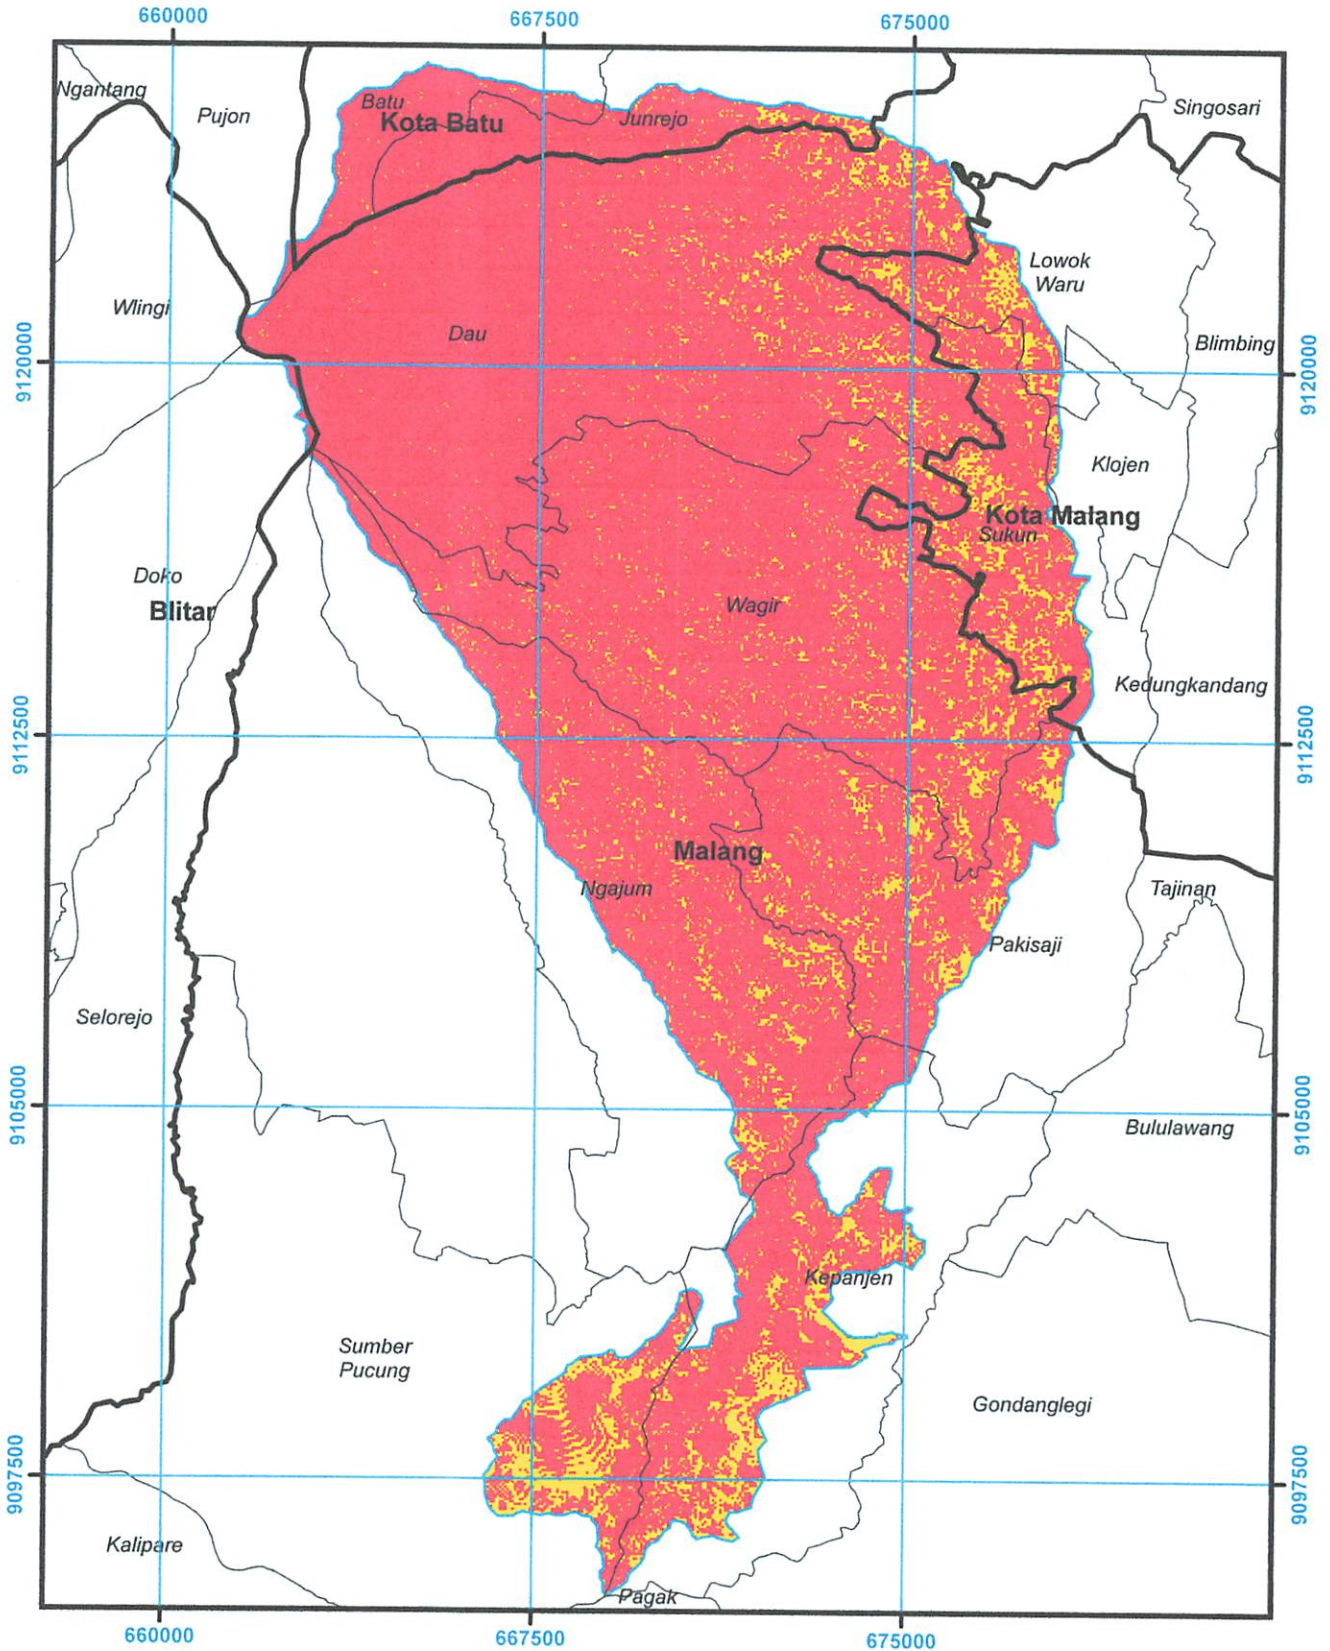 660000
667500
675000
Ngantang
Pujon
Batu
Kota Batu
Junrejo
Singosari
Lowok
Waru
Wlingi
Dau
Blimbing
9120000
9120000
Klojen
Kota Malang
Sukun
Doko
Blitar
Wagir
Kedungkandang
9112500
9112500
Malang
Ngajum
Tajinan
Pakisaji
Selorejo
9105000
9105000
Bululawang
Kepanjen
Sumber
Pucung
Gondanglegi
9097500
9097500
Kalipare
Pagak
660000
667500
675000